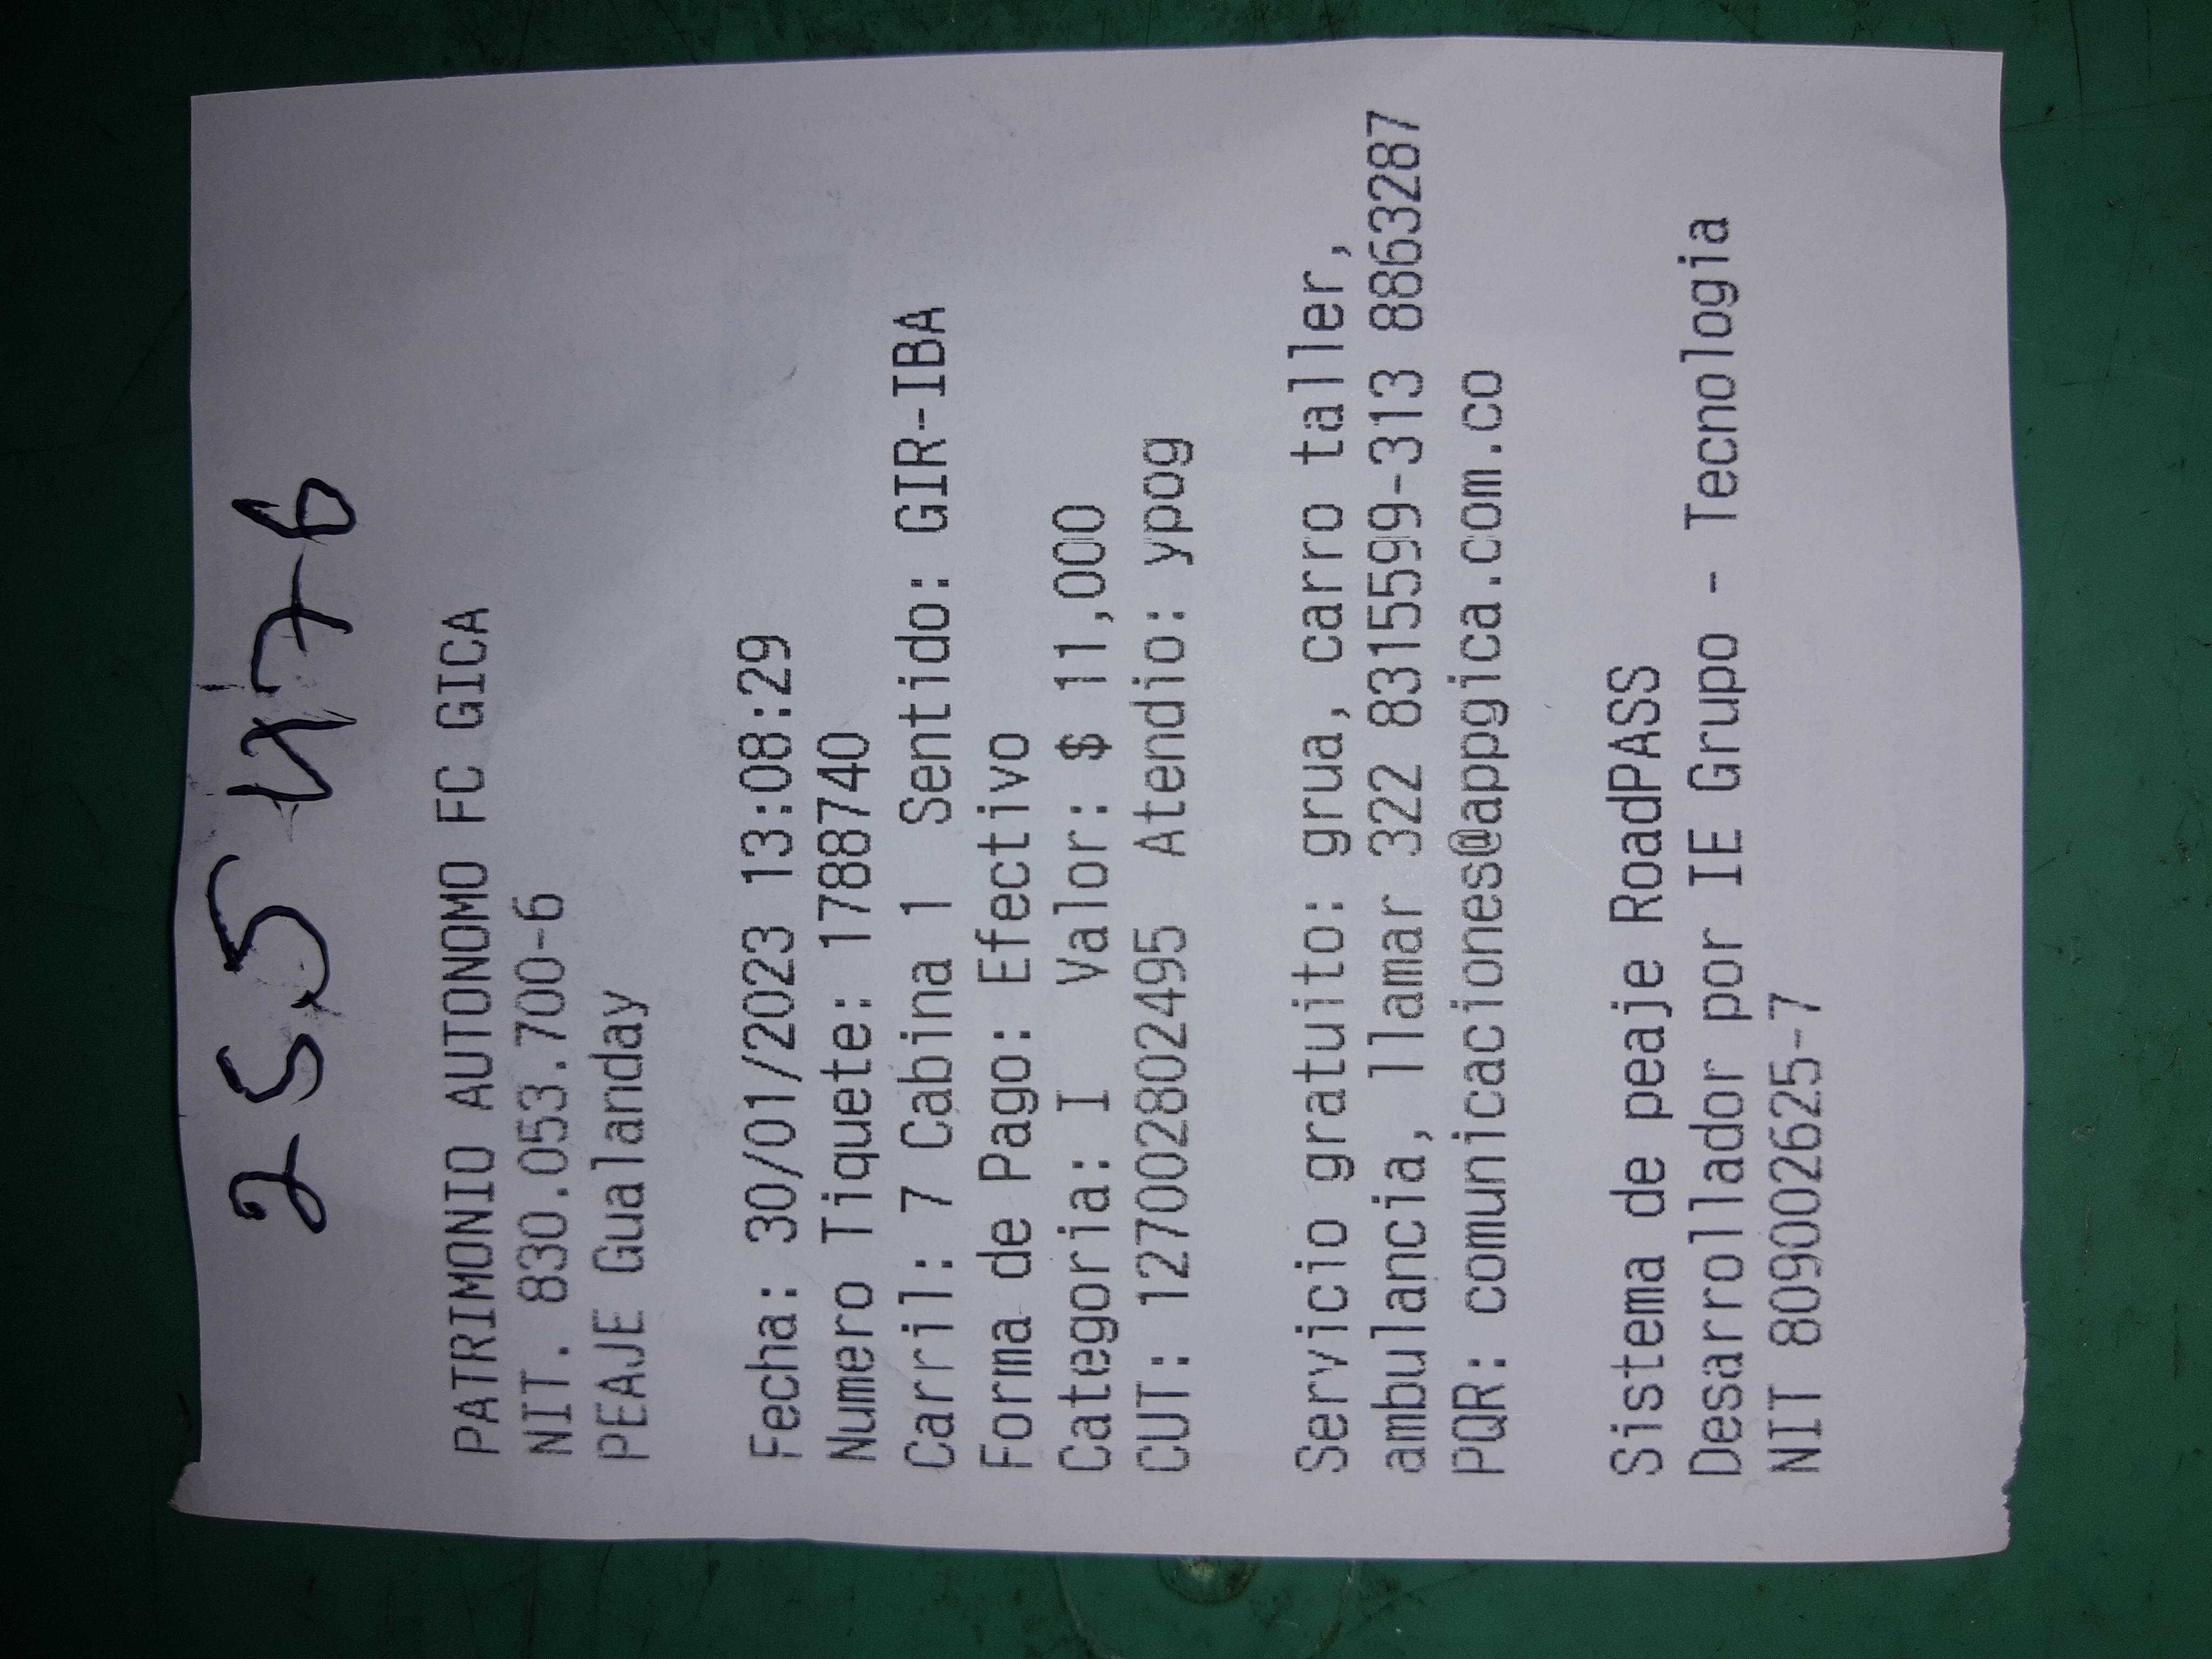 255476
PATRIMONIO AUTONOMO FC GICA
NIT. 830.053.700-6
PEAJE Gualanday
Fecha: 30/01/2023 13:08:29
Numero Tiquete: 1788740
Carril: 7 Cabina 1 Sentido: GIR-IBA
Forma de Pago: Efectivo
Categoria: I Valor: $ 11,000
CUT: 127002802495 Atendio: ypog
Servicio gratuito: grua, carro taller,
ambulancia, llamar 322 8315599-313 8863287
PQR: comunicaciones@appgica.com.co
Sistema de peaje RoadPASS
Desarrollador por IE Grupo - Tecnologia
NIT 809002625-7